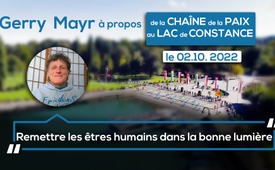 Gerry Mayr à propos
de la CHAÎNE de la PAIX
au LAC de CONSTANCE
le 02.10. 2022
Remettre les êtres humains dans la bonne lumière